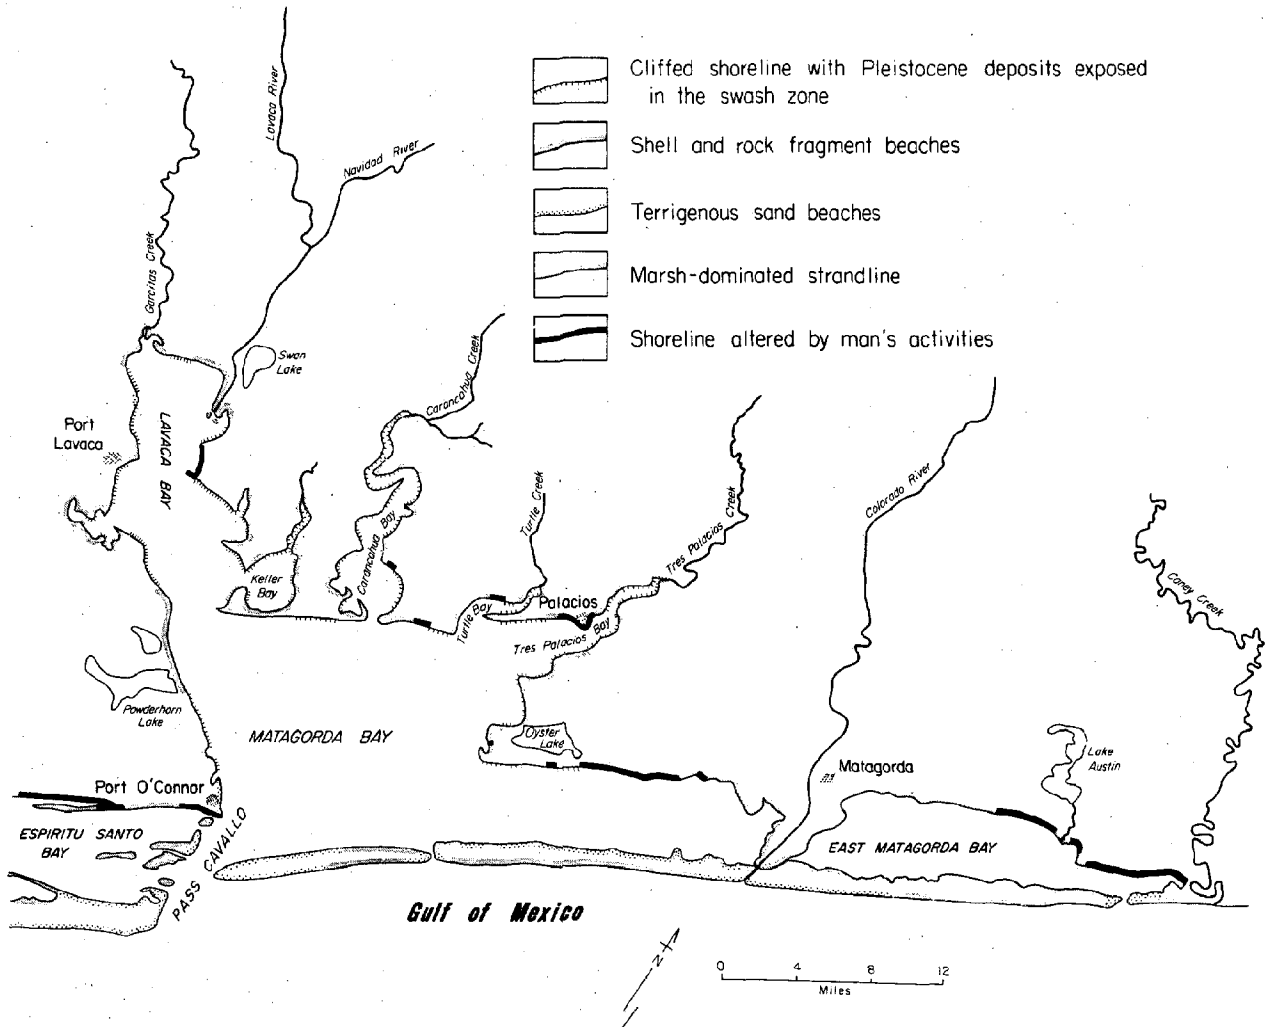 Cliffed shoreline with Pleistocene deposits exposed
in the swash zone
Shell and rock fragment beaches
Terrigenous sand beaches
Marsh-dominated strandline
Shoreline altered by man's activities
Lavaca River
Navidad River
Garcitas Creek
Swan
Lake
Port
Lavaca
LAVACA BAY
Carancahua Creek
Carancahua Bay
Keller
Bay
Turtle Creek
Turtle Bay
Palacios
Tres Palacios Bay
Tres Palacios Creek
Colorado River
Caney Creek
Powderhorn
Lake
MATAGORDA BAY
Oyster
Lake
Matagorda
Lake
Austin
Port O'Connor
ESPIRITU SANTO
BAY
PASS CAVALLO
EAST MATAGORDA BAY
Gulf of Mexico
N
0 4 8 12
Miles